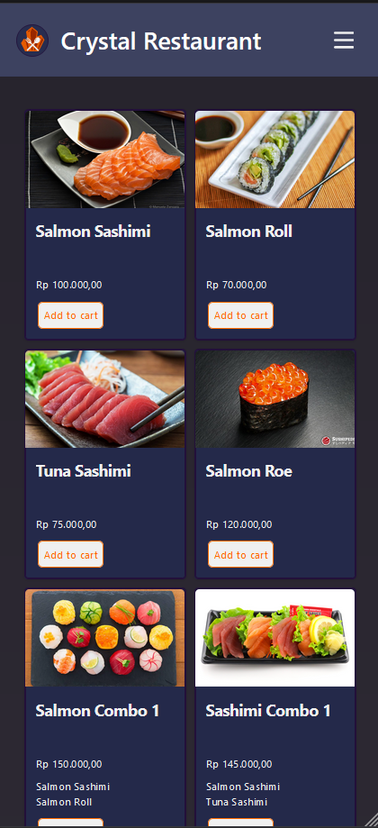 Crystal Restaurant
Salmon Sashimi
Salmon Roll
Rp 100.000,00
Rp 70.000,00
Add to cart
Add to cart
Tuna Sashimi
Salmon Roe
Rp 75.000,00
Rp 120.000,00
Add to cart
Add to cart
Salmon Combo 1
Sashimi Combo 1
Rp 150.000,00
Rp 145.000,00
Salmon Sashimi
Salmon Roll
Salmon Sashimi
Tuna Sashimi